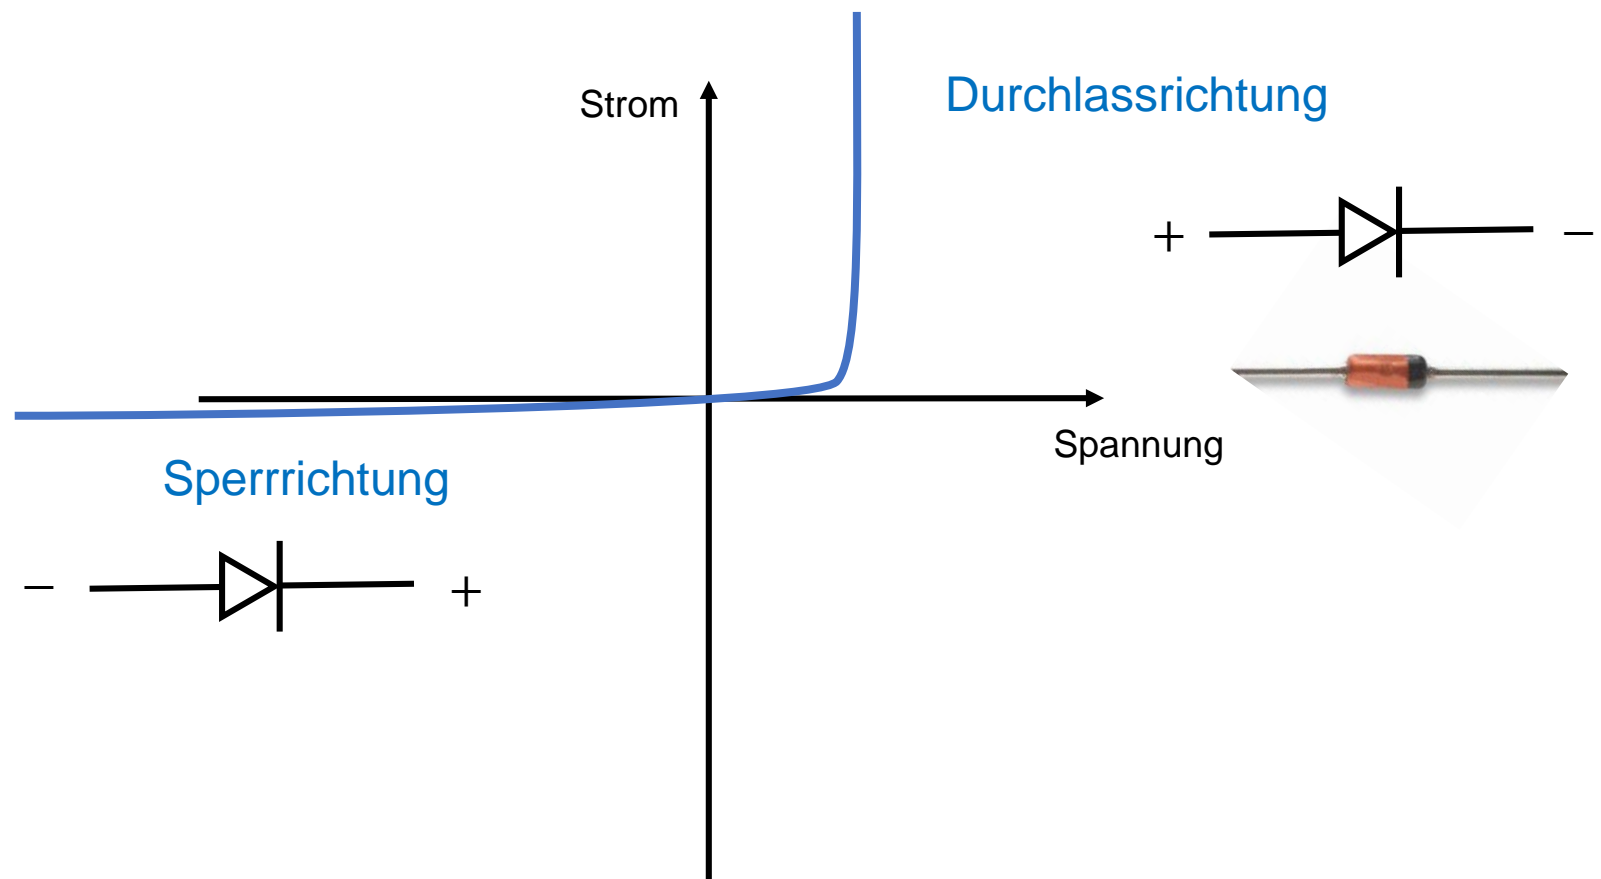 Strom
Durchlassrichtung
+ –
Spannung
Sperrrichtung
– +